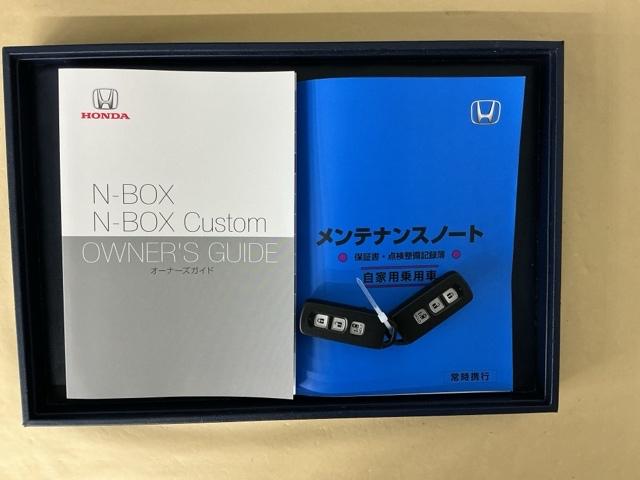 HONDA
N-BOX
N-BOX Custom
OWNER'S GUIDE
オーナーズガイド
メンテナンスノート
保証書・点検整備記録簿
自家用乗用車
常時携行